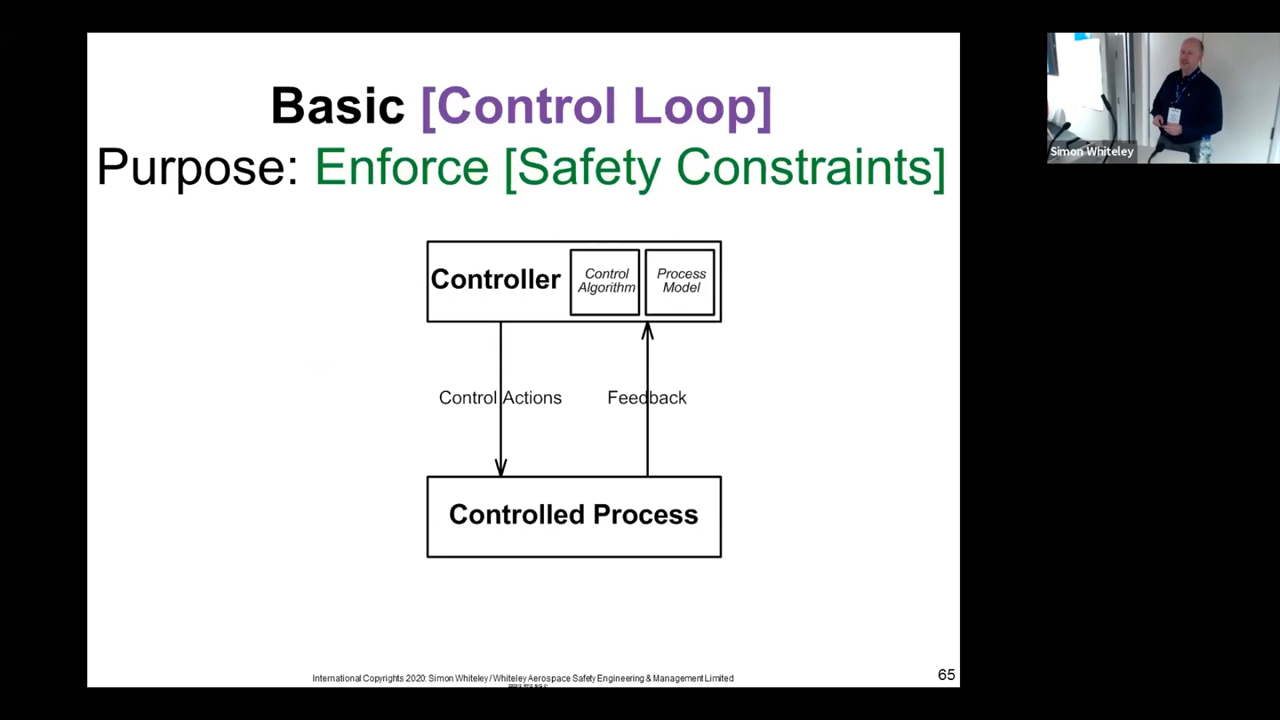 Basic [Control Loop]
Purpose: Enforce [Safety Constraints]
Controller
Control
Algorithm
Process
Model
Control Actions
Feedback
Controlled Process
International Copyrights 2020: Simon Whiteley / Whiteley Aerospace Safety Engineering & Management Limited
65
Simon Whiteley